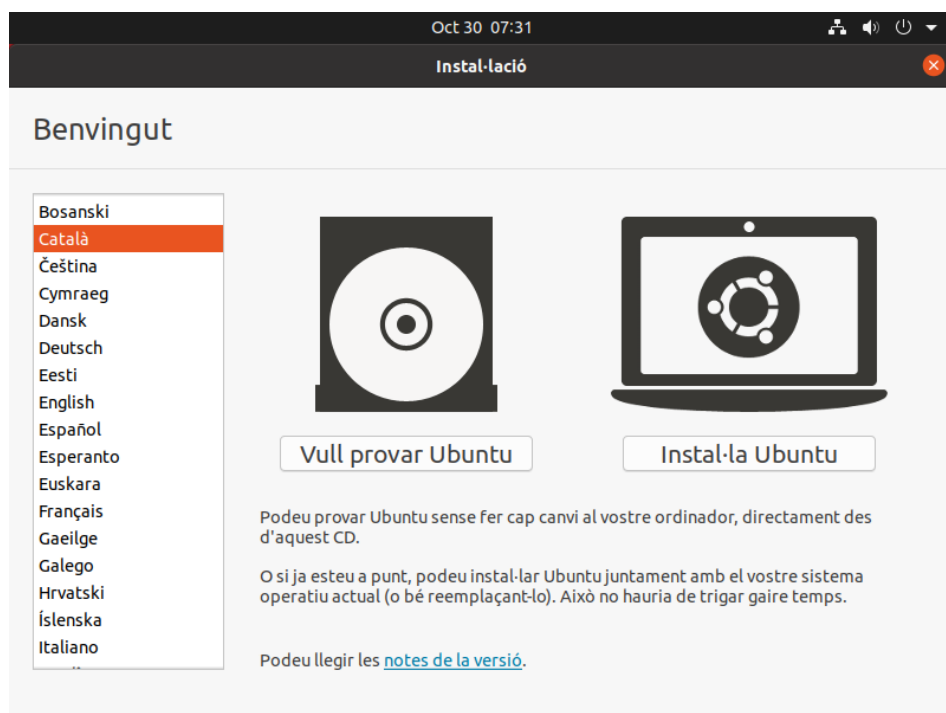 Oct 30 07:31
Instal·lació
Benvingut
Bosanski
Català
Čeština
Cymraeg
Dansk
Deutsch
Eesti
English
Español
Esperanto
Euskara
Français
Gaeilge
Galego
Hrvatski
Íslenska
Italiano
Vull provar Ubuntu
Instal·la Ubuntu
Podeu provar Ubuntu sense fer cap canvi al vostre ordinador, directament des
d'aquest CD.
O si ja esteu a punt, podeu instal·lar Ubuntu juntament amb el vostre sistema
operatiu actual (o bé reemplaçant-lo). Això no hauria de trigar gaire temps.
Podeu llegir les notes de la versió.